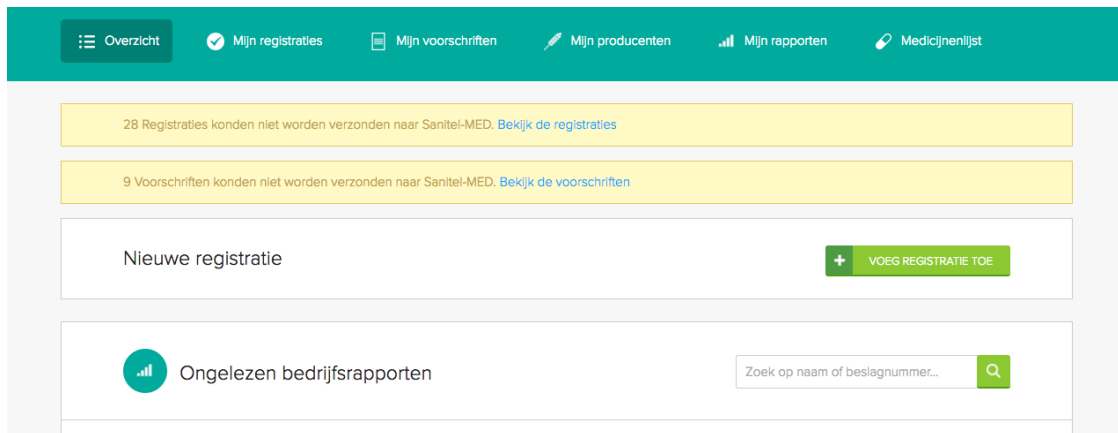 Overzicht
Mijn registraties
Mijn voorschriften
Mijn producenten
Mijn rapporten
Medicijnenlijst
28 Registraties konden niet worden verzonden naar Sanitel-MED. Bekijk de registraties
9 Voorschriften konden niet worden verzonden naar Sanitel-MED. Bekijk de voorschriften
Nieuwe registratie
VOEG REGISTRATIE TOE
Ongelezen bedrijfsrapporten
Zoek op naam of beslagnummer...